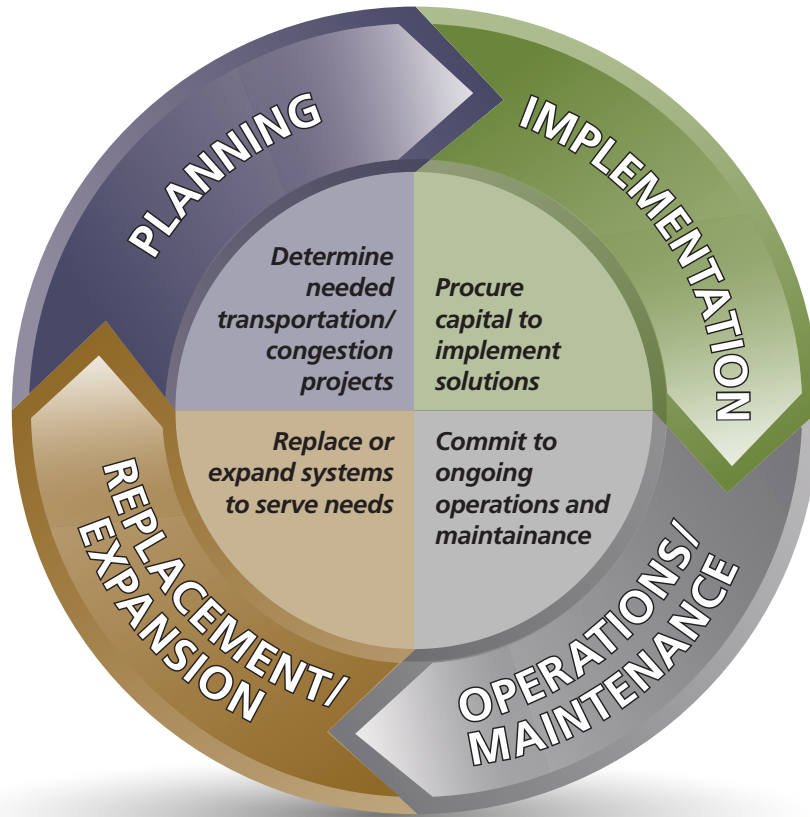 PLANNING
Determine
needed
transportation/
congestion
projects
IMPLEMENTATION
Procure
capital to
implement
solutions
OPERATIONS/
MAINTENANCE
Commit to
ongoing
operations and
maintainance
REPLACEMENT/
EXPANSION
Replace or
expand systems
to serve needs